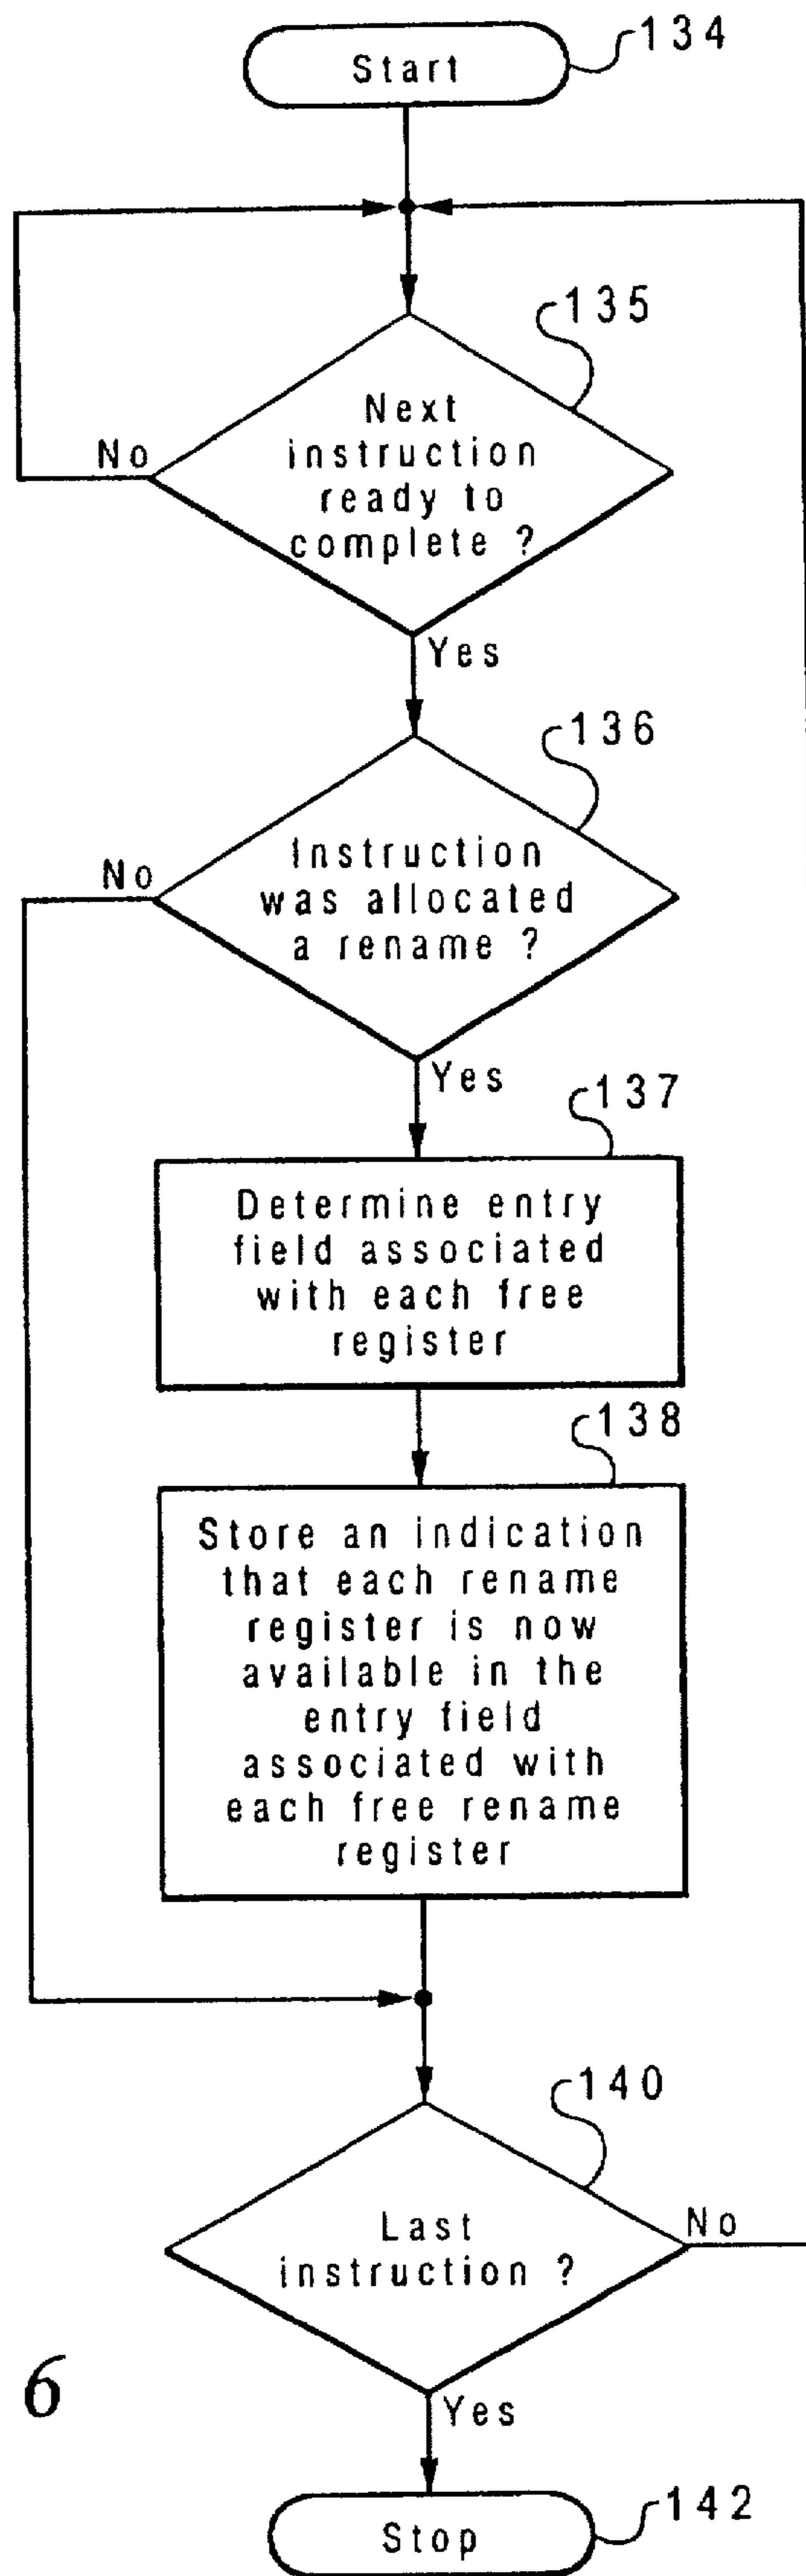 Start
134
135
Next
instruction
ready to
complete ?
No
Yes
136
Instruction
was allocated
a rename ?
No
Yes
137
Determine entry
field associated
with each free
register
138
Store an indication
that each rename
register is now
available in the
entry field
associated with
each free rename
register
140
Last
instruction ?
No
6
Yes
Stop
142